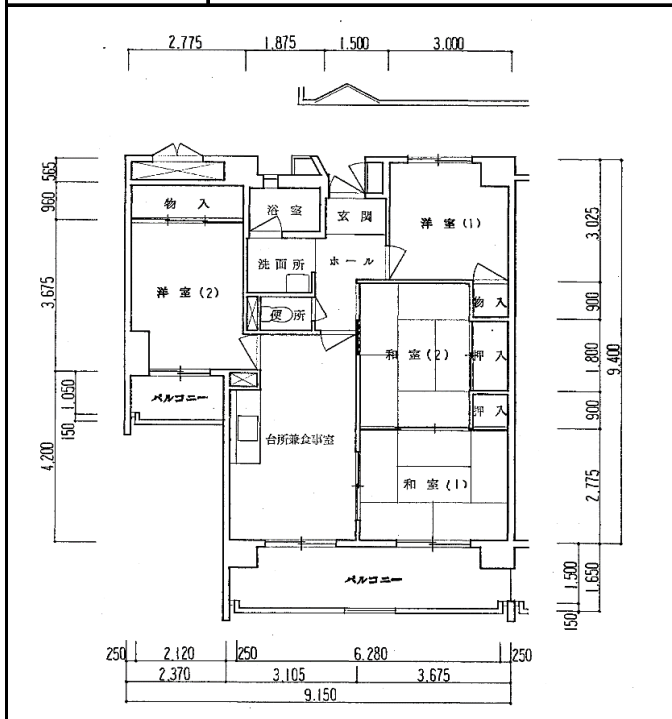 2.775 1.875 1.500 3.000
565
960
3.675
1.050
150
4.200
物入
浴室
玄関
洋室(1)
洗面所
ホール
洋室(2)
便所
物入
和室(2)
押入
バルコニー
押入
台所兼食事室
和室(1)
バルコニー
3.025
900
1.800
900
2.775
9.400
1.500
1.650
150
250 2.120 250 6.280 250
2.370 3.105 3.675
9.150